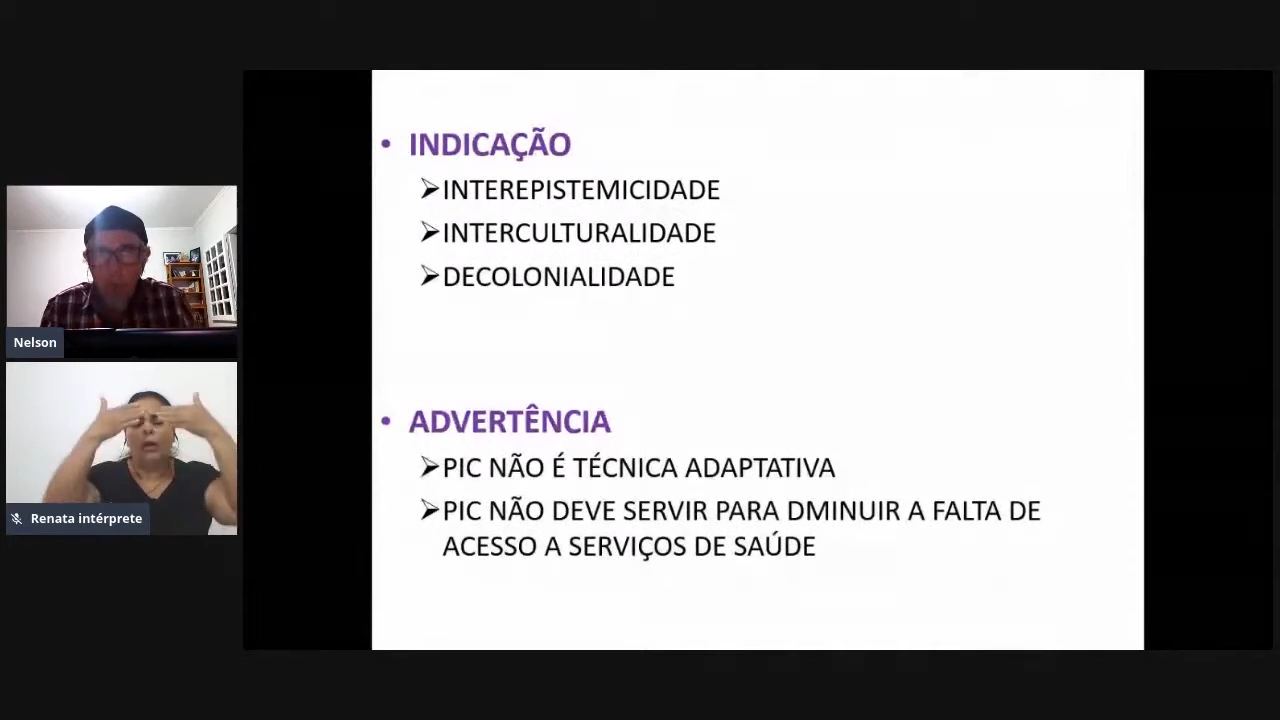 • INDICAÇÃO
➢INTEREPISTEMICIDADE
➢INTERCULTURALIDADE
➢DECOLONIALIDADE
• ADVERTÊNCIA
➢PIC NÃO É TÉCNICA ADAPTATIVA
➢PIC NÃO DEVE SERVIR PARA DMINUIR A FALTA DE
ACESSO A SERVIÇOS DE SAÚDE
Nelson
Renata intérprete